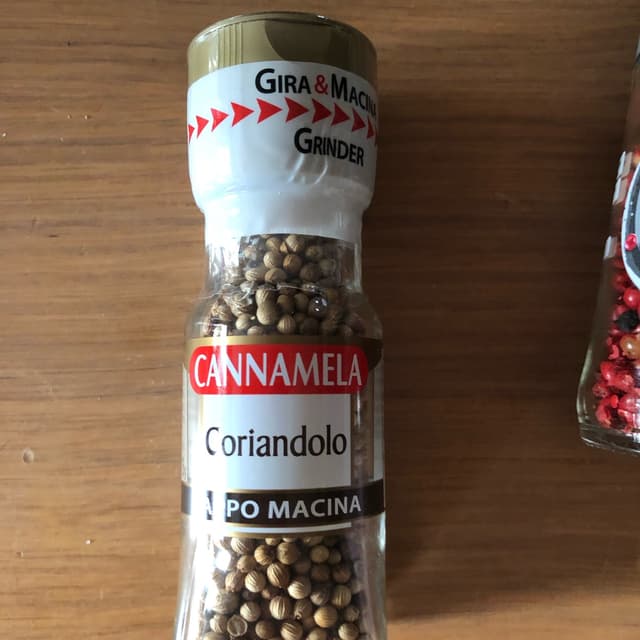 GIRA & MACINA
GRINDER
CANNAMELA
Coriandolo
PO MACINA